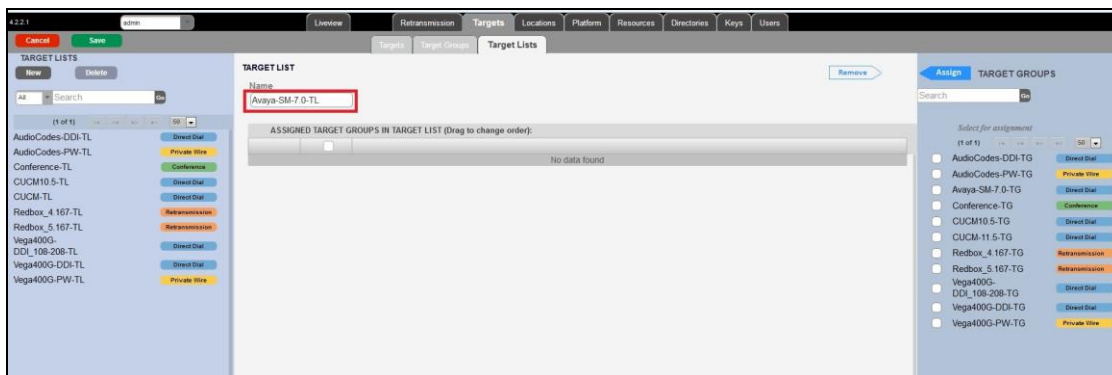 4.2.2.1 admin Liveview Retransmission Targets Locations Platform Resources Directories Keys Users
Cancel Save Targets Target Groups Target Lists
TARGET LISTS
New Delete
All Search Go
(1 of 1) 50
AudioCodes-DDI-TL Direct Dial
AudioCodes-PW-TL Private Wire
Conference-TL Conference
CUCM10.5-TL Direct Dial
CUCM-TL Direct Dial
Redbox_4.167-TL Retransmission
Redbox_5.167-TL Retransmission
Vega400G-
DDI_108-208-TL Direct Dial
Vega400G-DDI-TL Direct Dial
Vega400G-PW-TL Private Wire
TARGET LIST
Remove
Name
Avaya-SM-7.0-TL
ASSIGNED TARGET GROUPS IN TARGET LIST (Drag to change order):
No data found
Assign TARGET GROUPS
Search Go
Select for assignment
(1 of 1) 50
AudioCodes-DDI-TG Direct Dial
AudioCodes-PW-TG Private Wire
Avaya-SM-7.0-TG Direct Dial
Conference-TG Conference
CUCM10.5-TG Direct Dial
CUCM-11.5-TG Direct Dial
Redbox_4.167-TG Retransmission
Redbox_5.167-TG Retransmission
Vega400G-
DDI_108-208-TG Direct Dial
Vega400G-DDI-TG Direct Dial
Vega400G-PW-TG Private Wire